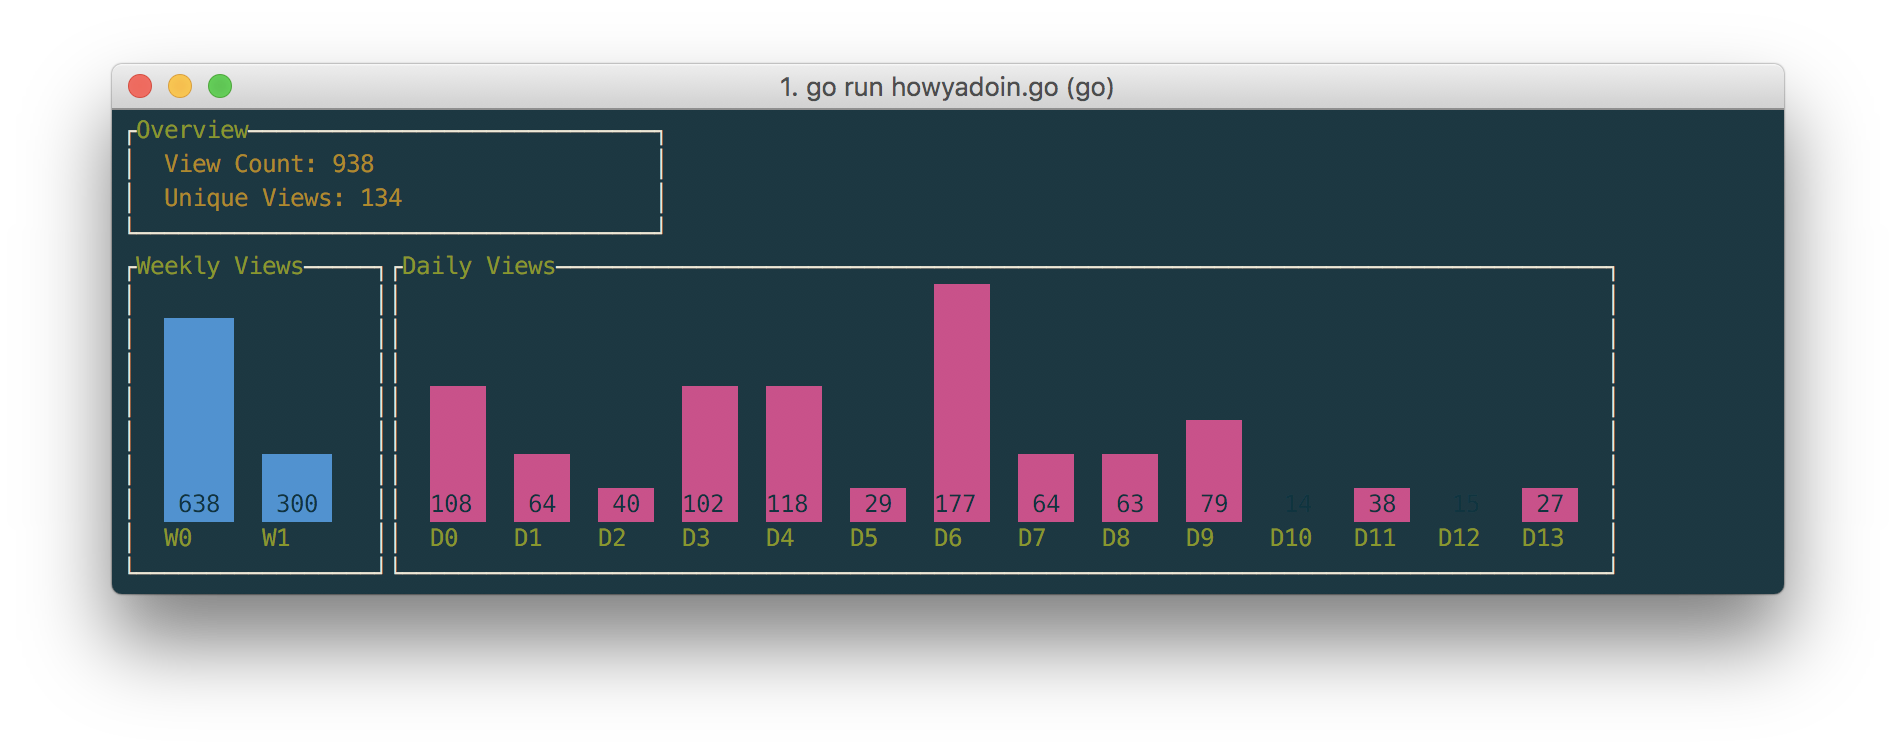 1. go run howyadoin.go (go)
Overview
View Count: 938
Unique Views: 134
Weekly Views
638 300
W0 W1
Daily Views
108 64 40 102 118 29 177 64 63 79 14 38 15 27
D0 D1 D2 D3 D4 D5 D6 D7 D8 D9 D10 D11 D12 D13